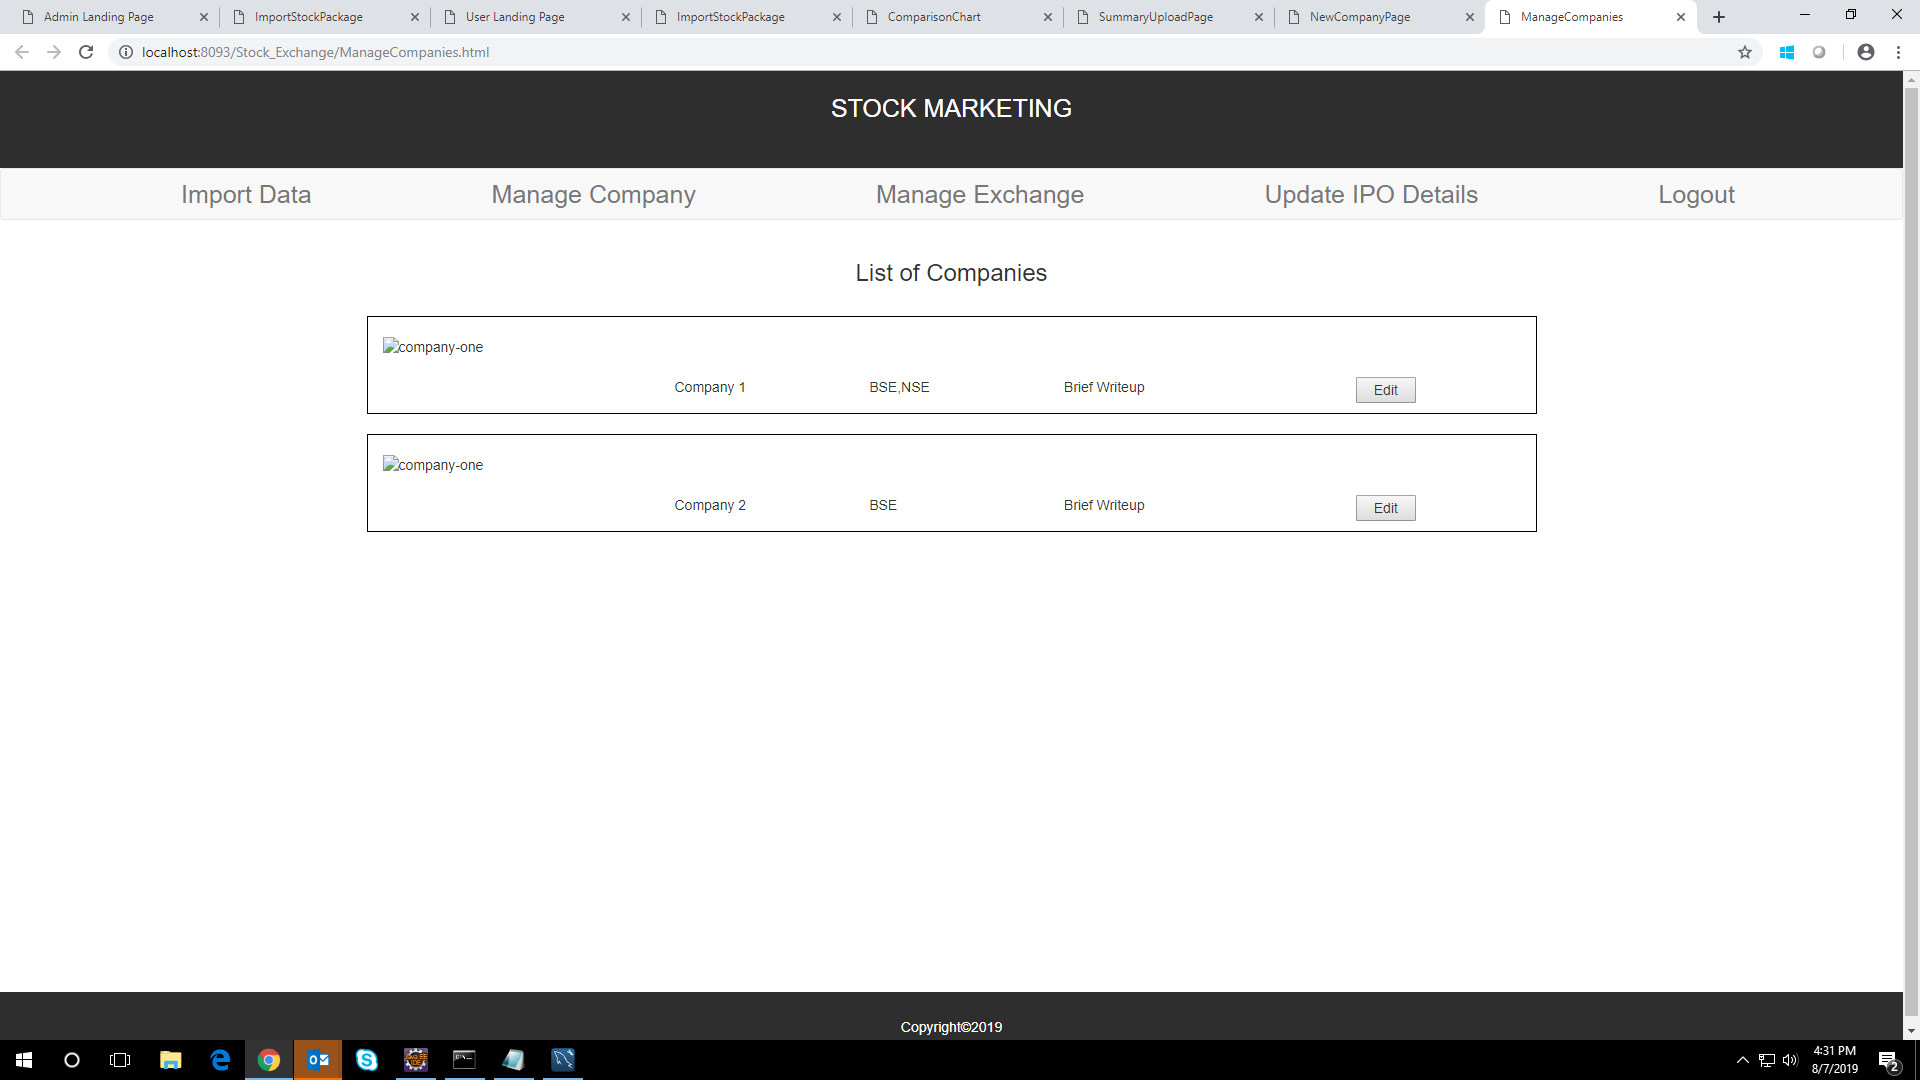 Admin Landing Page
ImportStockPackage
User Landing Page
ImportStockPackage
ComparisonChart
SummaryUploadPage
NewCompanyPage
ManageCompanies
localhost:8093/Stock_Exchange/ManageCompanies.html
STOCK MARKETING
Import Data
Manage Company
Manage Exchange
Update IPO Details
Logout
List of Companies
company-one
Company 1
BSE,NSE
Brief Writeup
Edit
company-one
Company 2
BSE
Brief Writeup
Edit
Copyright©2019
4:31 PM
8/7/2019
2